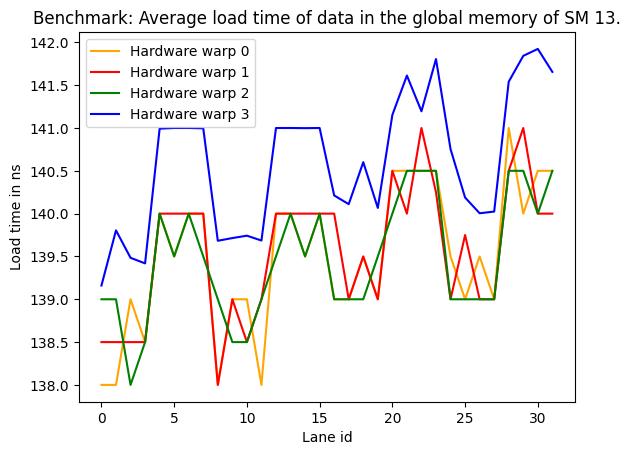 Benchmark: Average load time of data in the global memory of SM 13.
Hardware warp 0
Hardware warp 1
Hardware warp 2
Hardware warp 3
Load time in ns
142.0
141.5
141.0
140.5
140.0
139.5
139.0
138.5
138.0
0 5 10 15 20 25 30
Lane id